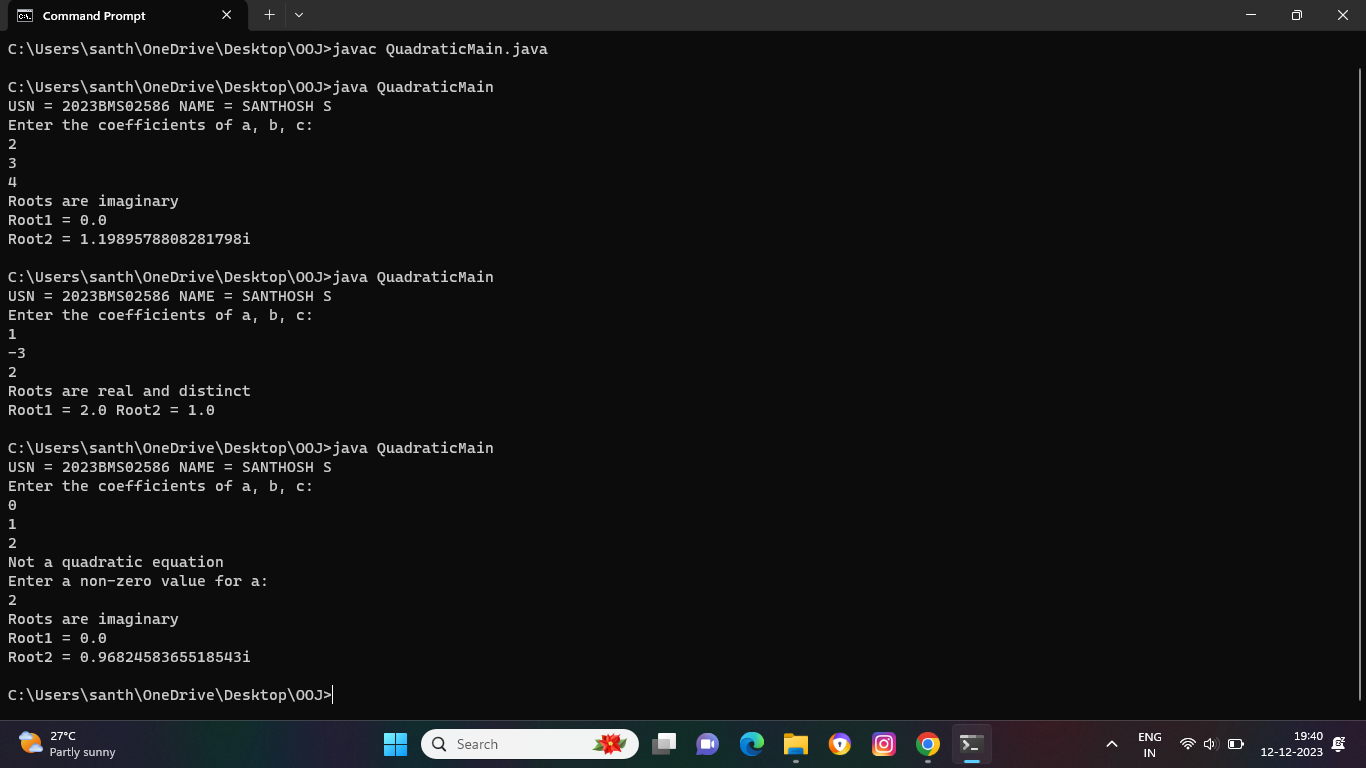 Command Prompt
C:\Users\santh\OneDrive\Desktop\OOJ>javac QuadraticMain.java
C:\Users\santh\OneDrive\Desktop\OOJ>java QuadraticMain
USN = 2023BMS02586 NAME = SANTHOSH S
Enter the coefficients of a, b, c:
2
3
4
Roots are imaginary
Root1 = 0.0
Root2 = 1.1989578808281798i
C:\Users\santh\OneDrive\Desktop\OOJ>java QuadraticMain
USN = 2023BMS02586 NAME = SANTHOSH S
Enter the coefficients of a, b, c:
1
-3
2
Roots are real and distinct
Root1 = 2.0 Root2 = 1.0
C:\Users\santh\OneDrive\Desktop\OOJ>java QuadraticMain
USN = 2023BMS02586 NAME = SANTHOSH S
Enter the coefficients of a, b, c:
0
1
2
Not a quadratic equation
Enter a non-zero value for a:
2
Roots are imaginary
Root1 = 0.0
Root2 = 0.9682458365518543i
C:\Users\santh\OneDrive\Desktop\OOJ>
27°C
Partly sunny
Search
ENG
IN
19:40
12-12-2023